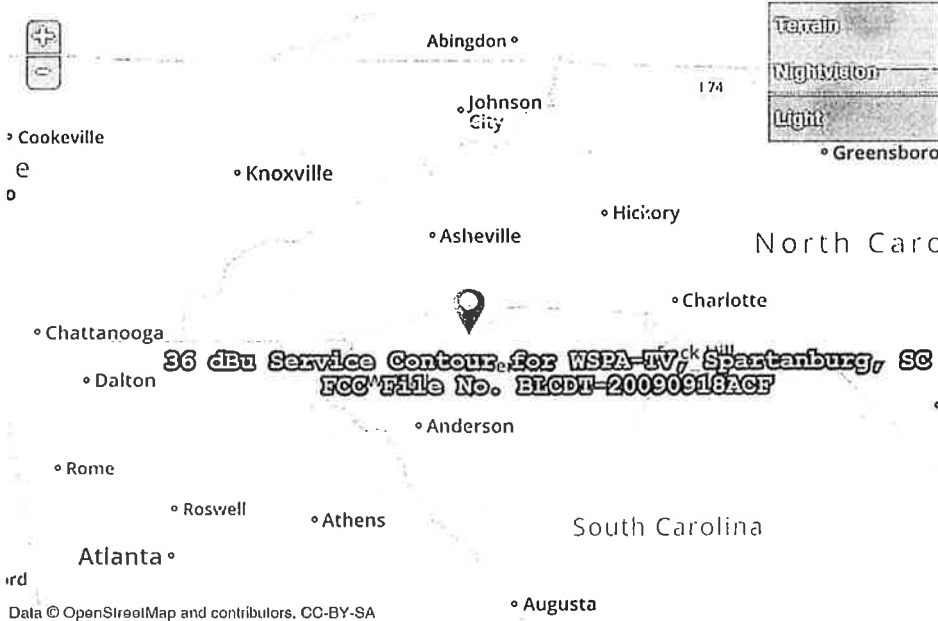 +
-
Abingdon
Terrain
Nightvision
I 74
Light
Johnson
City
Cookeville
e
Knoxville
Greensboro
Hickory
Asheville
North Caro
Charlotte
Chattanooga
36 dBu Service Contour for WSPA-TV, Spartanburg, SC
FCC File No. BLCDT-20090918ACF
Dalton
Anderson
Rome
Roswell
Athens
South Carolina
Atlanta
Augusta
Data © OpenStreetMap and contributors, CC-BY-SA